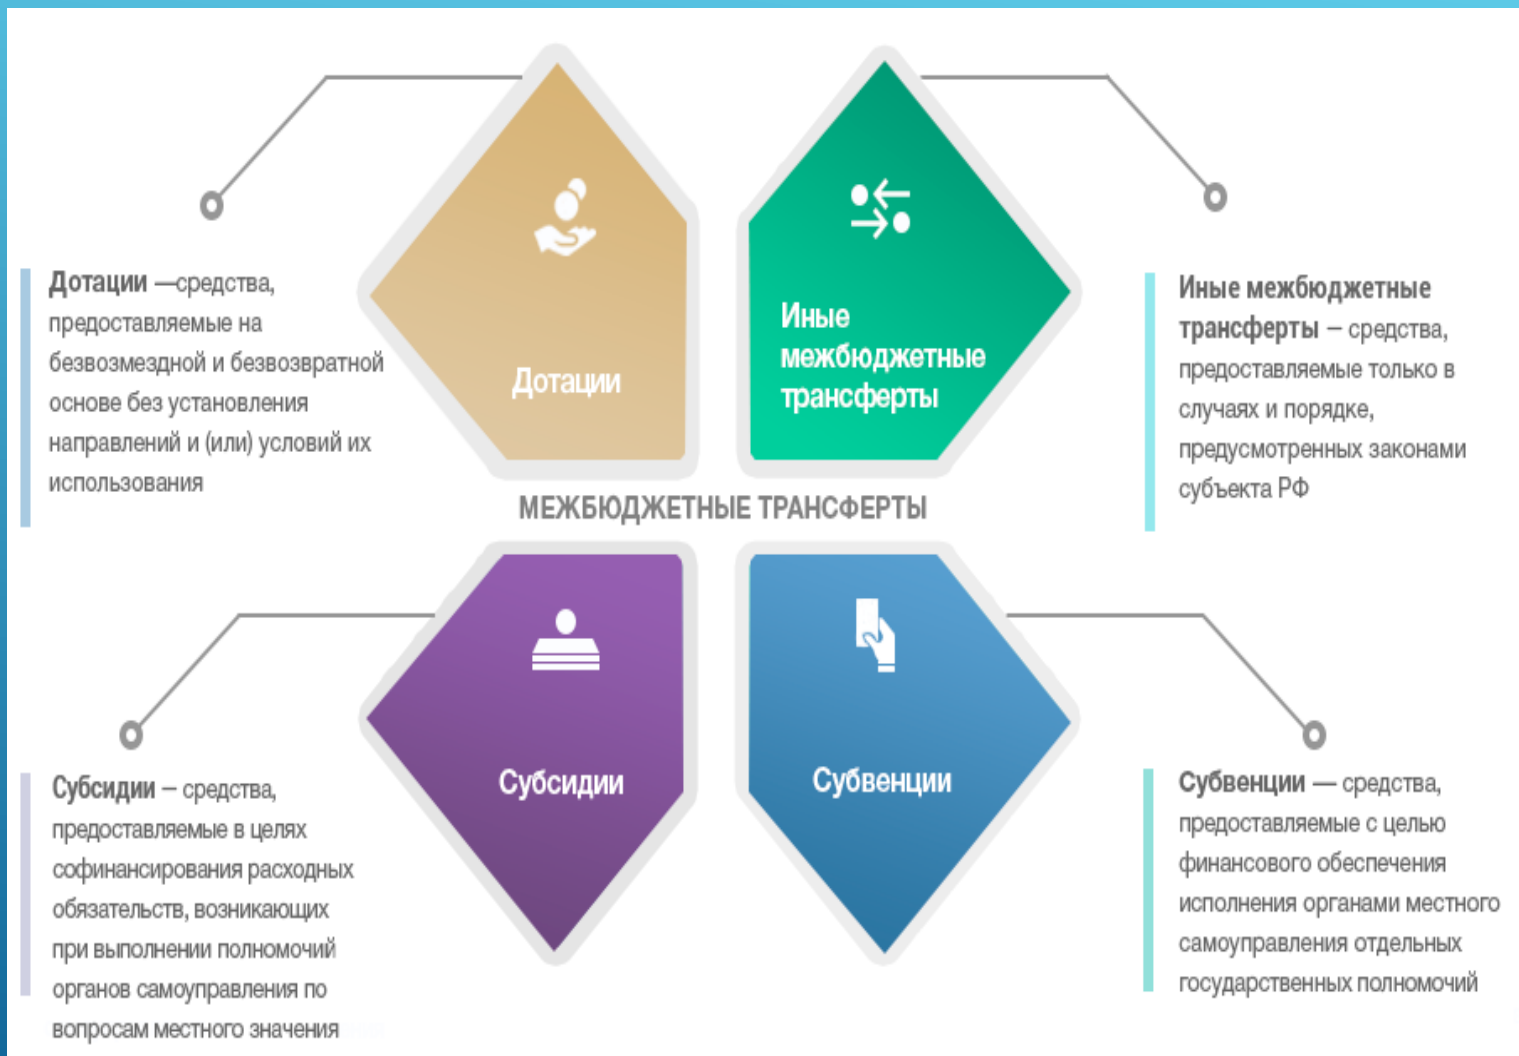 Дотации
Иные
межбюджетные
трансферты
Дотации —средства,
предоставляемые на
безвозмездной и безвозвратной
основе без установления
направлений и (или) условий их
использования
Иные межбюджетные
трансферты – средства,
предоставляемые только в
случаях и порядке,
предусмотренных законами
субъекта РФ
МЕЖБЮДЖЕТНЫЕ ТРАНСФЕРТЫ
Субсидии
Субвенции
Субсидии – средства,
предоставляемые в целях
софинансирования расходных
обязательств, возникающих
при выполнении полномочий
органов самоуправления по
вопросам местного значения
Субвенции — средства,
предоставляемые с целью
финансового обеспечения
исполнения органами местного
самоуправления отдельных
государственных полномочий